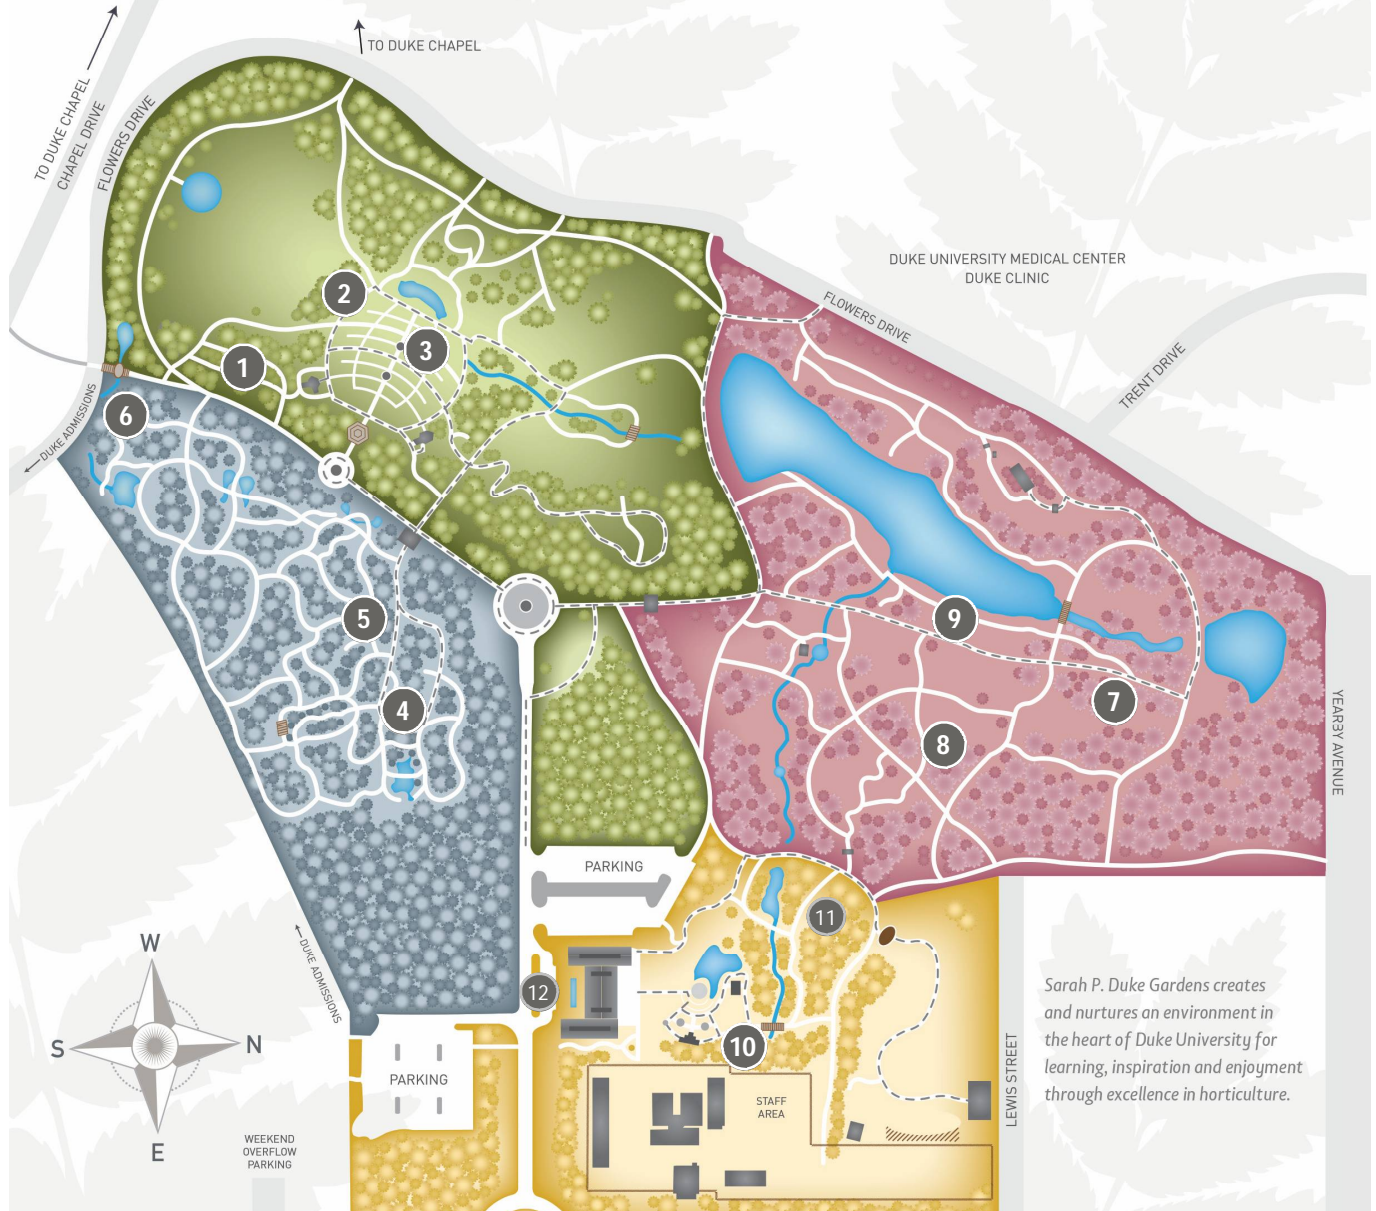 TO DUKE CHAPEL
TO DUKE CHAPEL
CHAPEL DRIVE
FLOWERS DRIVE
DUKE UNIVERSITY MEDICAL CENTER
DUKE CLINIC
FLOWERS DRIVE
TRENT DRIVE
2
3
1
6
DUKE ADMISSIONS
5
9
4
7
8
YEARBY AVENUE
PARKING
11
12
10
DUKE ADMISSIONS
W
S
N
E
PARKING
STAFF
AREA
LEWIS STREET
WEEKEND
OVERFLOW
PARKING
Sarah P. Duke Gardens creates
and nurtures an environment in
the heart of Duke University for
learning, inspiration and enjoyment
through excellence in horticulture.